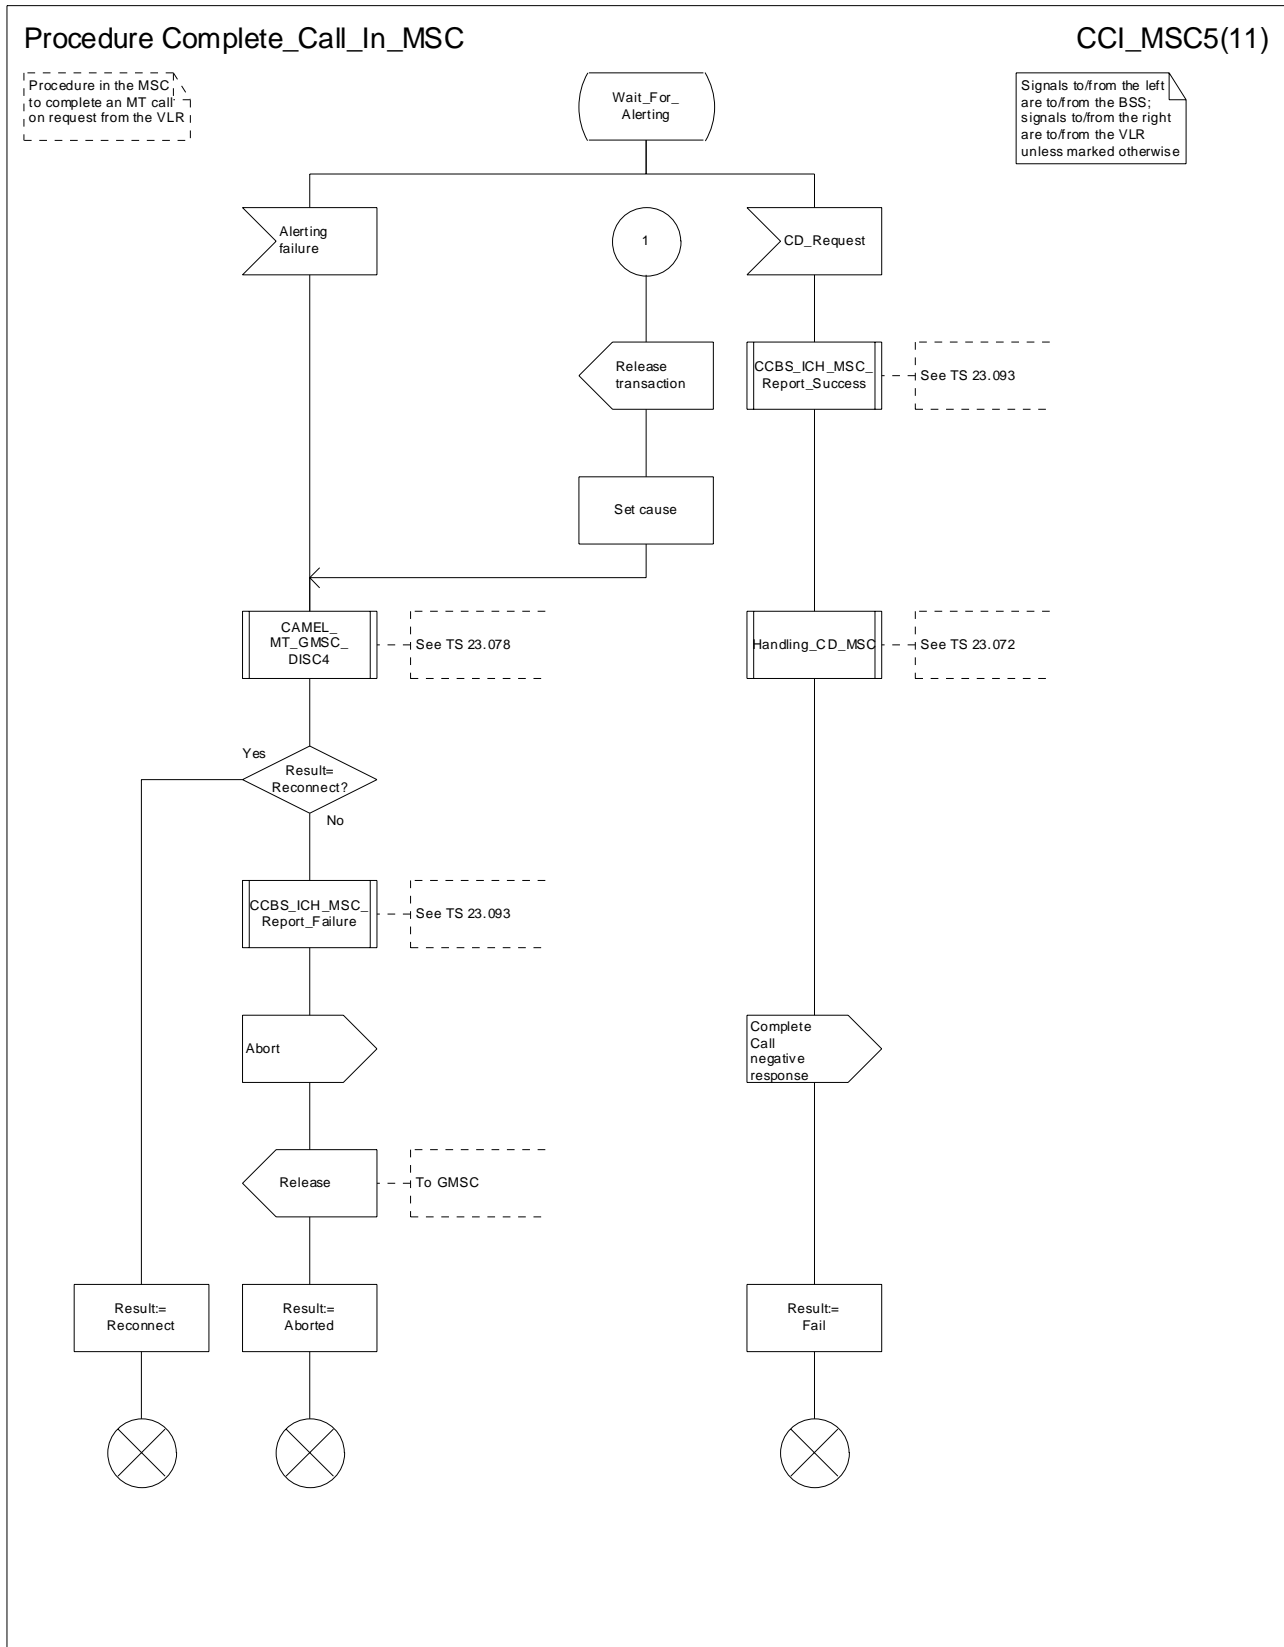 Procedure Complete_Call_In_MSC
CCI_MSC5(11)
Procedure in the MSC
to complete an MT call
on request from the VLR
Wait_For_
Alerting
Signals to/from the left
are to/from the BSS;
signals to/from the right
are to/from the VLR
unless marked otherwise
Alerting
failure
1
CD_Request
Release
transaction
CCBS_ICH_MSC_
Report_Success
See TS 23.093
Set cause
CAMEL_
MT_GMSC_
DISC4
See TS 23.078
Handling_CD_MSC
See TS 23.072
Yes
Result=
Reconnect?
No
CCBS_ICH_MSC_
Report_Failure
See TS 23.093
Abort
Complete
Call
negative
response
Release
To GMSC
Result:=
Reconnect
Result:=
Aborted
Result:=
Fail